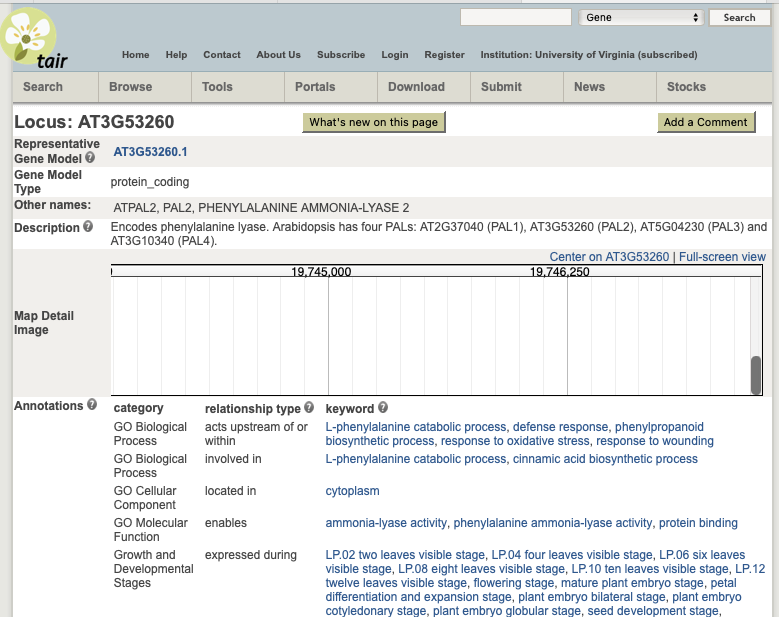 Gene
Search
tair
Home Help Contact About Us Subscribe Login Register Institution: University of Virginia (subscribed)
Search Browse Tools Portals Download Submit News Stocks
Locus: AT3G53260 What's new on this page Add a Comment
Representative Gene Model ? AT3G53260.1
Gene Model Type protein_coding
Other names: ATPAL2, PAL2, PHENYLALANINE AMMONIA-LYASE 2
Description ? Encodes phenylalanine lyase. Arabidopsis has four PALs: AT2G37040 (PAL1), AT3G53260 (PAL2), AT5G04230 (PAL3) and
AT3G10340 (PAL4).
Center on AT3G53260 | Full-screen view
19,745,000 19,746,250
Map Detail
Image
Annotations ? category relationship type ? keyword ?
GO Biological Process acts upstream of or within L-phenylalanine catabolic process, defense response, phenylpropanoid
biosynthetic process, response to oxidative stress, response to wounding
GO Biological Process involved in L-phenylalanine catabolic process, cinnamic acid biosynthetic process
GO Cellular Component located in cytoplasm
GO Molecular Function enables ammonia-lyase activity, phenylalanine ammonia-lyase activity, protein binding
Growth and Developmental Stages expressed during LP.02 two leaves visible stage, LP.04 four leaves visible stage, LP.06 six leaves
visible stage, LP.08 eight leaves visible stage, LP.10 ten leaves visible stage, LP.12
twelve leaves visible stage, flowering stage, mature plant embryo stage, petal
differentiation and expansion stage, plant embryo bilateral stage, plant embryo
cotyledonary stage, plant embryo globular stage, seed development stage,